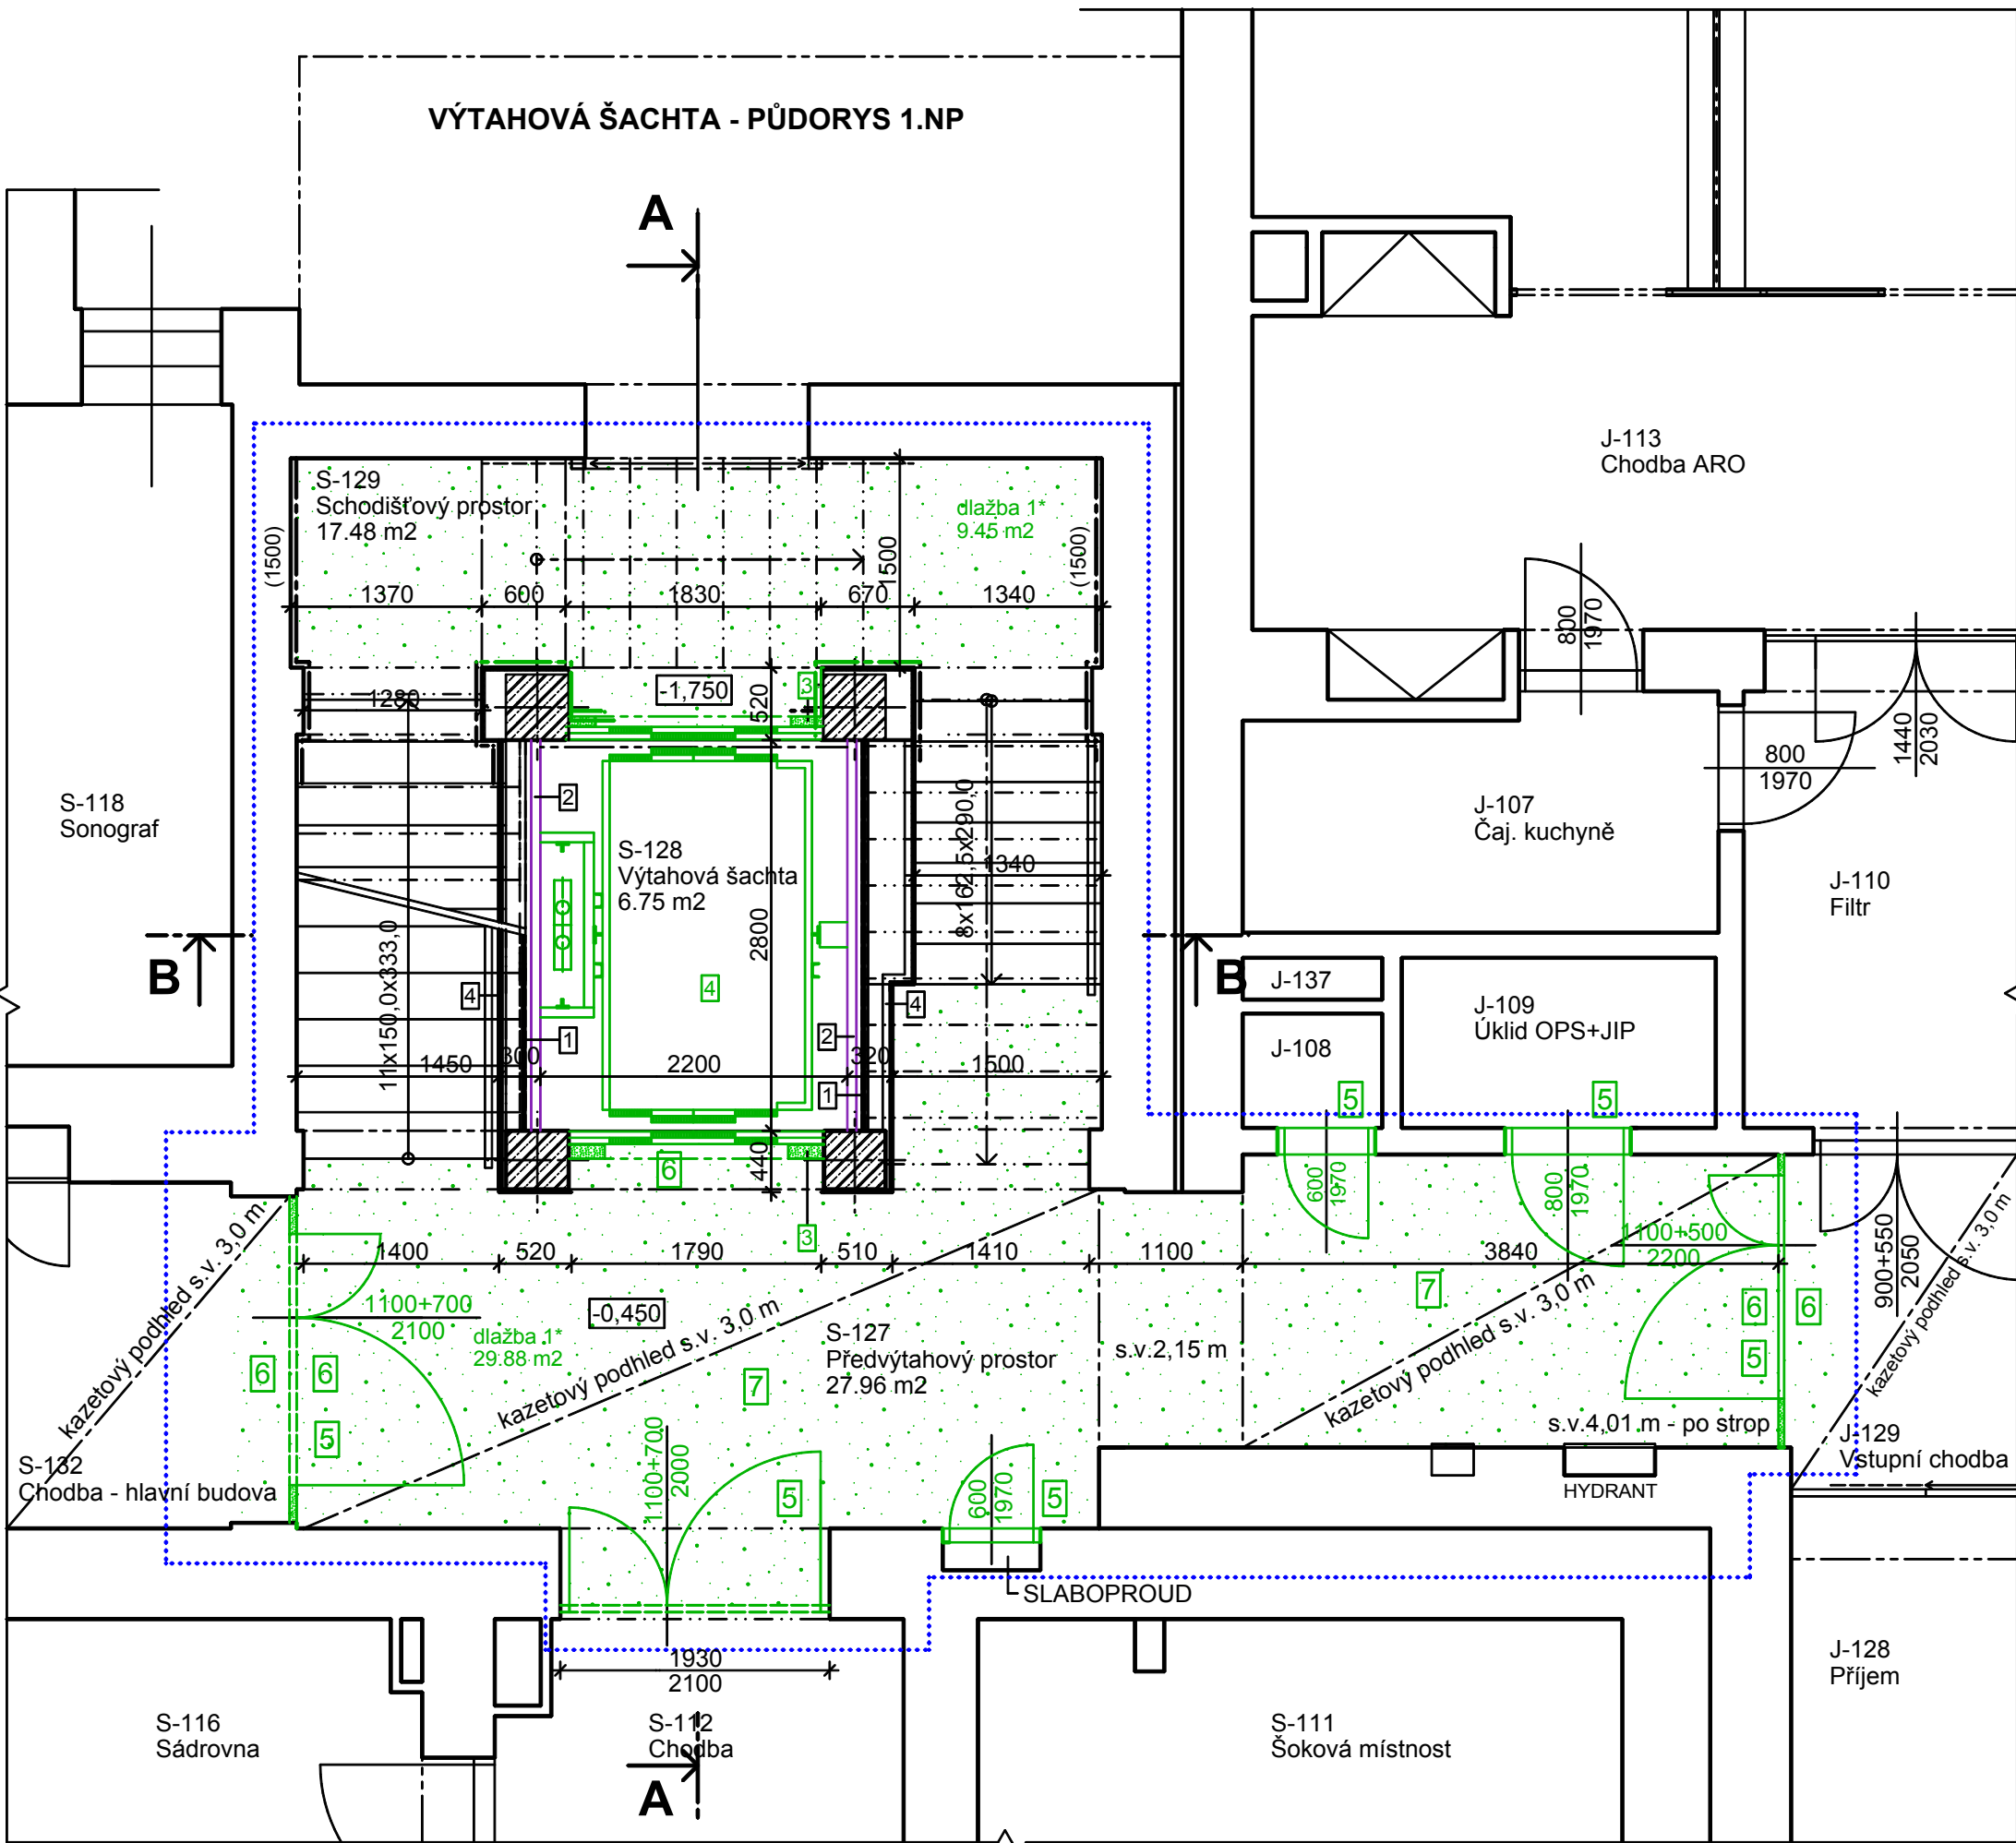 VÝTAHOVÁ ŠACHTA - PŮDORYS 1.NP
A
J-113
Chodba ARO
S-129
Schodišťový prostor
17.48 m2
dlažba 1*
9.45 m2
(1500)
1500
(1500)
1370
600
1830
670
1340
800
1970
1280
-1,750
520
3
1440
2030
800
1970
S-118
Sonograf
2
J-107
Čaj. kuchyně
S-128
Výtahová šachta
6.75 m2
8x162,5x290,0
1340
J-110
Filtr
2800
11x150,0x333,0
B
B
4
4
4
J-137
J-109
Úklid OPS+JIP
J-108
1
2
1450
300
2200
320
1500
1
5
5
440
6
3
600
1970
800
1970
kazetový podhled s.v. 3,0 m
1400
520
1790
510
1410
1100
3840
1100+500
2200
900+550
2050
kazetový podhled s.v. 3,0 m
1100+700
2100
-0,450
dlažba 1*
29.88 m2
kazetový podhled s.v. 3,0 m
S-127
Předvýtahový prostor
27.96 m2
s.v.2,15 m
7
kazetový podhled s.v. 3,0 m
6
6
5
6
6
5
7
s.v.4,01 m - po strop
J-129
Vstupní chodba
S-132
Chodba - hlavní budova
1100+700
2000
5
600
1970
5
HYDRANT
SLABOPROUD
1930
2100
J-128
Příjem
S-116
Sádrovna
S-112
Chodba
S-111
Šoková místnost
A